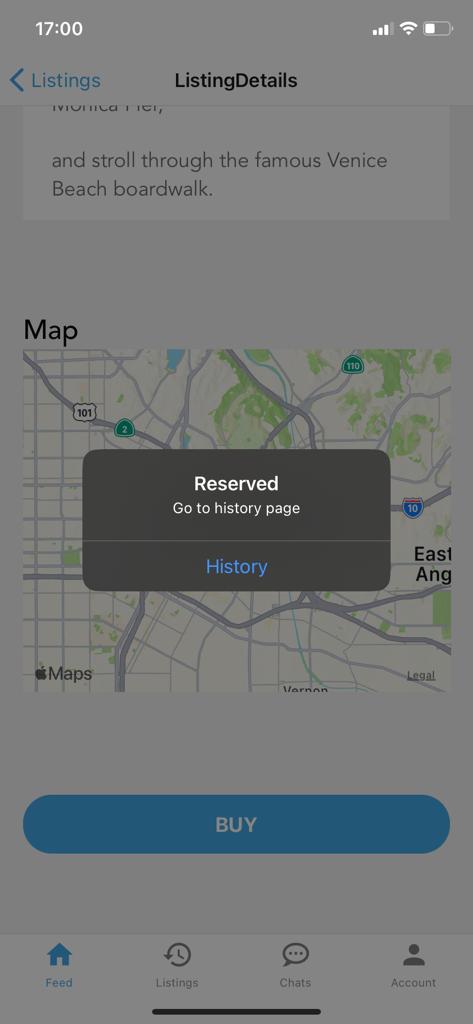 17:00
Listings
ListingDetails
and stroll through the famous Venice
Beach boardwalk.
Map
110
101
2
Reserved
Go to history page
10
History
East
Ang
Maps
Legal
Vernon
BUY
Feed
Listings
Chats
Account